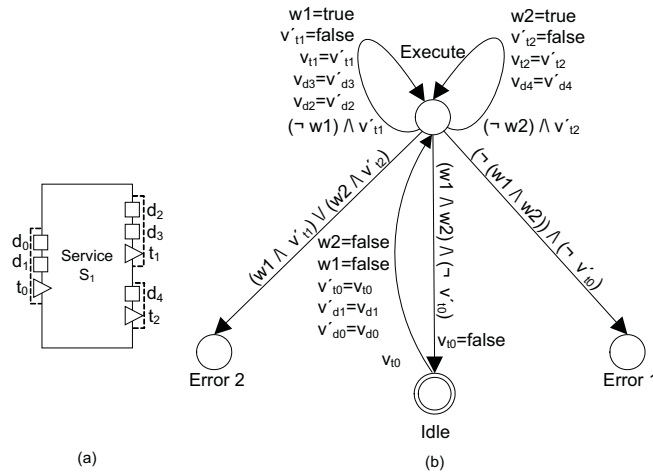 w1=true
v´t1=false
vt1=v´t1
vd3=v´d3
vd2=v´d2
(¬ w1) /\ v´t1
Execute
w2=true
v´t2=false
vt2=v´t2
vd4=v´d4
(¬ w2) /\ v´t2
d0
d1
t0
Service
S1
d2
d3
t1
d4
t2
(w1 /\ v´t1) \/ (w2 /\ v´t2)
(w1 /\ w2) /\ (¬ v´t0)
(¬ (w1 /\ w2)) /\ (¬ v´t0)
w2=false
w1=false
v´t0=vt0
v´d1=vd1
v´d0=vd0
vt0
vt0=false
Error 2
Error 1
Idle
(a)
(b)